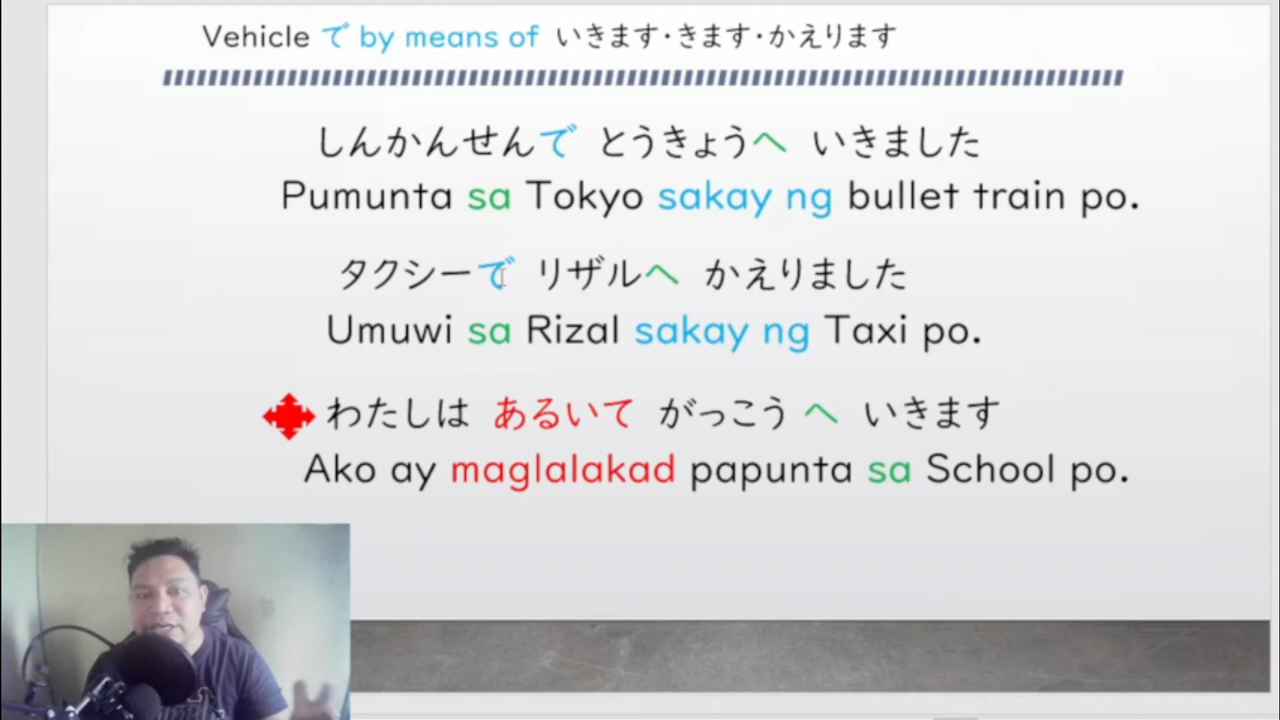 Vehicle で by means of いきます・きます・かえります
しんかんせんで とうきょうへ いきました
Pumunta sa Tokyo sakay ng bullet train po.
タクシーで リザルへ かえりました
Umuwi sa Rizal sakay ng Taxi po.
わたしは あるいて がっこう へ いきます
Ako ay maglalakad papunta sa School po.